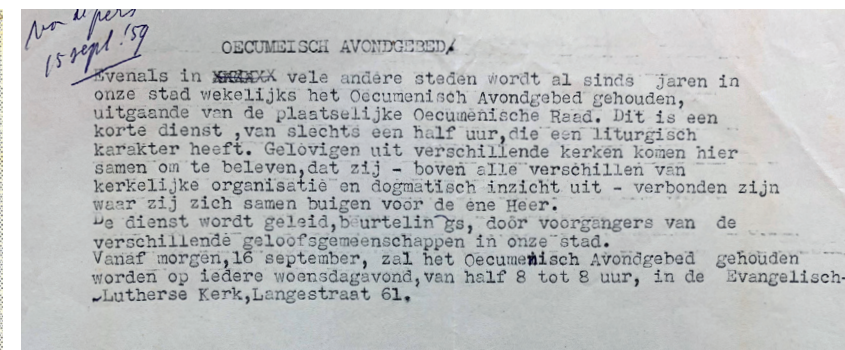 Von de pers
15 sept. '59
OECUMEISCH AVONDGEBED/
Evenals in vele andere steden wordt al sinds jaren in
onze stad wekelijks het Oecumenisch Avondgebed gehouden,
uitgaande van de plaatselijke Oecumenische Raad. Dit is een
korte dienst ,van slechts een half uur,die een liturgisch
karakter heeft. Gelovigen uit verschillende kerken komen hier
samen om te beleven,dat zij - boven alle verschillen van
kerkelijke organisatie en dogmatisch inzicht uit - verbonden zijn
waar zij zich samen buigen voor de ene Heer.
De dienst wordt geleid,beurtelin gs, door voorgangers van de
verschillende geloofsgemeenschappen in onze stad.
Vanaf morgen,16 september, zal het Oecumenisch Avondgebed gehouden
worden op iedere woensdagavond,van half 8 tot 8 uur, in de Evangelisch-
-Lutherse Kerk,Langestraat 61.